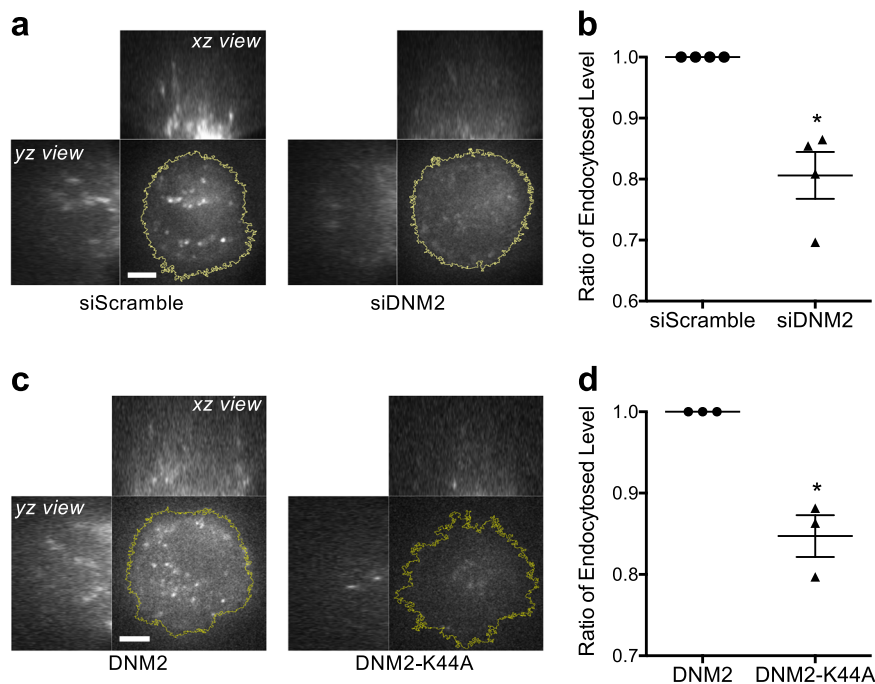 a
xz view
yz view
siScramble
siDNM2
b
Ratio of Endocytosed Level
1.0
0.9
0.8
0.7
0.6
*
siScramble
siDNM2
c
xz view
yz view
DNM2
DNM2-K44A
d
Ratio of Endocytosed Level
1.0
0.9
0.8
0.7
*
DNM2
DNM2-K44A